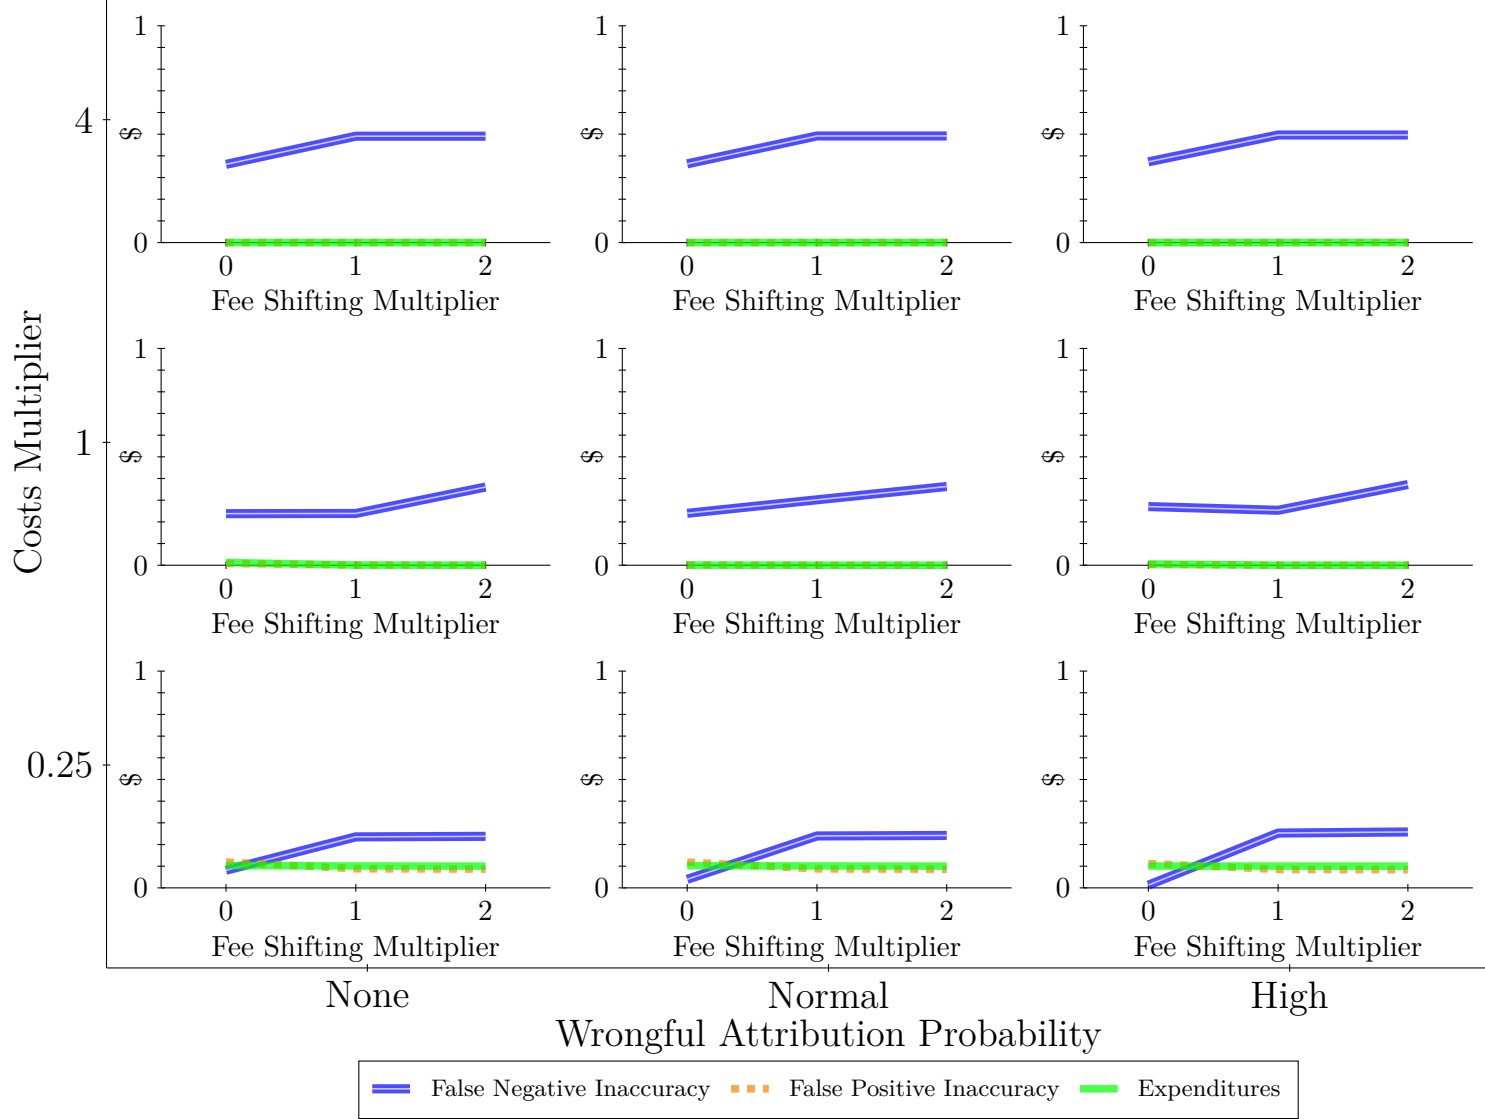 Costs Multiplier
4
1
$
0
0 1 2
Fee Shifting Multiplier
1
$
0
0 1 2
Fee Shifting Multiplier
1
$
0
0 1 2
Fee Shifting Multiplier
1
1
$
0
0 1 2
Fee Shifting Multiplier
1
$
0
0 1 2
Fee Shifting Multiplier
1
$
0
0 1 2
Fee Shifting Multiplier
0.25
1
$
0
0 1 2
Fee Shifting Multiplier
1
$
0
0 1 2
Fee Shifting Multiplier
1
$
0
0 1 2
Fee Shifting Multiplier
None Normal High
Wrongful Attribution Probability
False Negative Inaccuracy False Positive Inaccuracy Expenditures